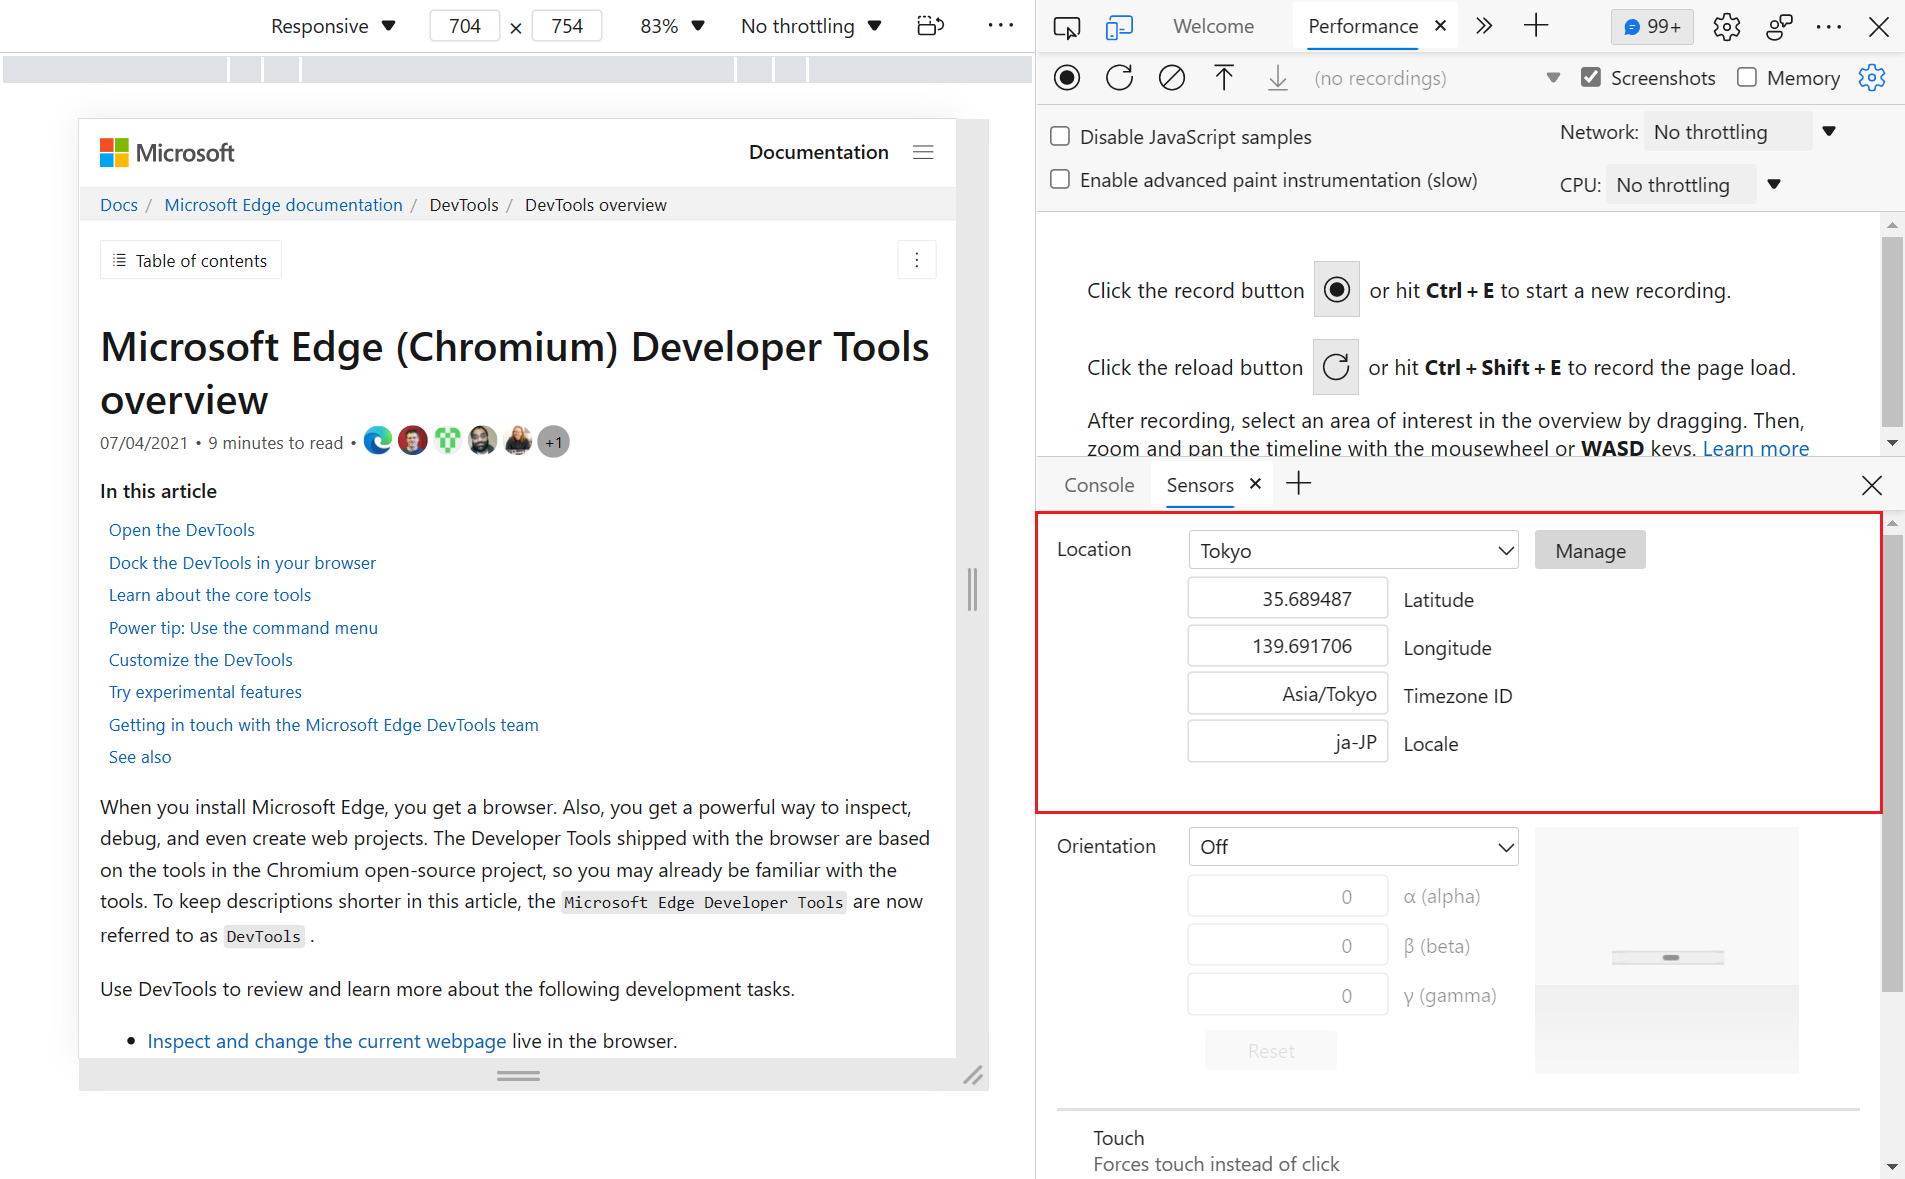 Responsive 704 × 754 83% No throttling
Microsoft
Documentation
Docs / Microsoft Edge documentation / DevTools / DevTools overview
Table of contents
Microsoft Edge (Chromium) Developer Tools
overview
07/04/2021 • 9 minutes to read • +1
In this article
Open the DevTools
Dock the DevTools in your browser
Learn about the core tools
Power tip: Use the command menu
Customize the DevTools
Try experimental features
Getting in touch with the Microsoft Edge DevTools team
See also
When you install Microsoft Edge, you get a browser. Also, you get a powerful way to inspect,
debug, and even create web projects. The Developer Tools shipped with the browser are based
on the tools in the Chromium open-source project, so you may already be familiar with the
tools. To keep descriptions shorter in this article, the Microsoft Edge Developer Tools are now
referred to as DevTools .
Use DevTools to review and learn more about the following development tasks.
• Inspect and change the current webpage live in the browser.
Welcome Performance 99+
(no recordings) Screenshots Memory
Disable JavaScript samples
Network: No throttling
Enable advanced paint instrumentation (slow)
CPU: No throttling
Click the record button or hit Ctrl + E to start a new recording.
Click the reload button or hit Ctrl + Shift + E to record the page load.
After recording, select an area of interest in the overview by dragging. Then,
zoom and pan the timeline with the mousewheel or WASD keys. Learn more
Console Sensors
Location Tokyo Manage
35.689487 Latitude
139.691706 Longitude
Asia/Tokyo Timezone ID
ja-JP Locale
Orientation Off
0 α (alpha)
0 β (beta)
0 γ (gamma)
Reset
Touch
Forces touch instead of click